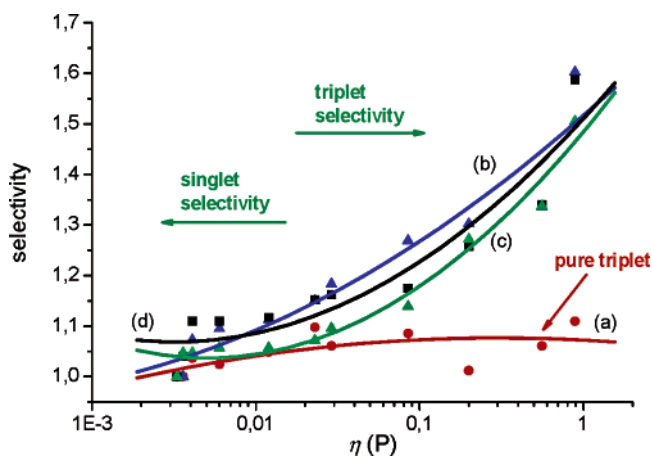 1,7
1,6
1,5
1,4
1,3
1,2
1,1
1,0
selectivity
triplet
selectivity
singlet
selectivity
(b)
(c)
pure triplet
(d)
(a)
1E-3
0,01
0,1
1
η (P)